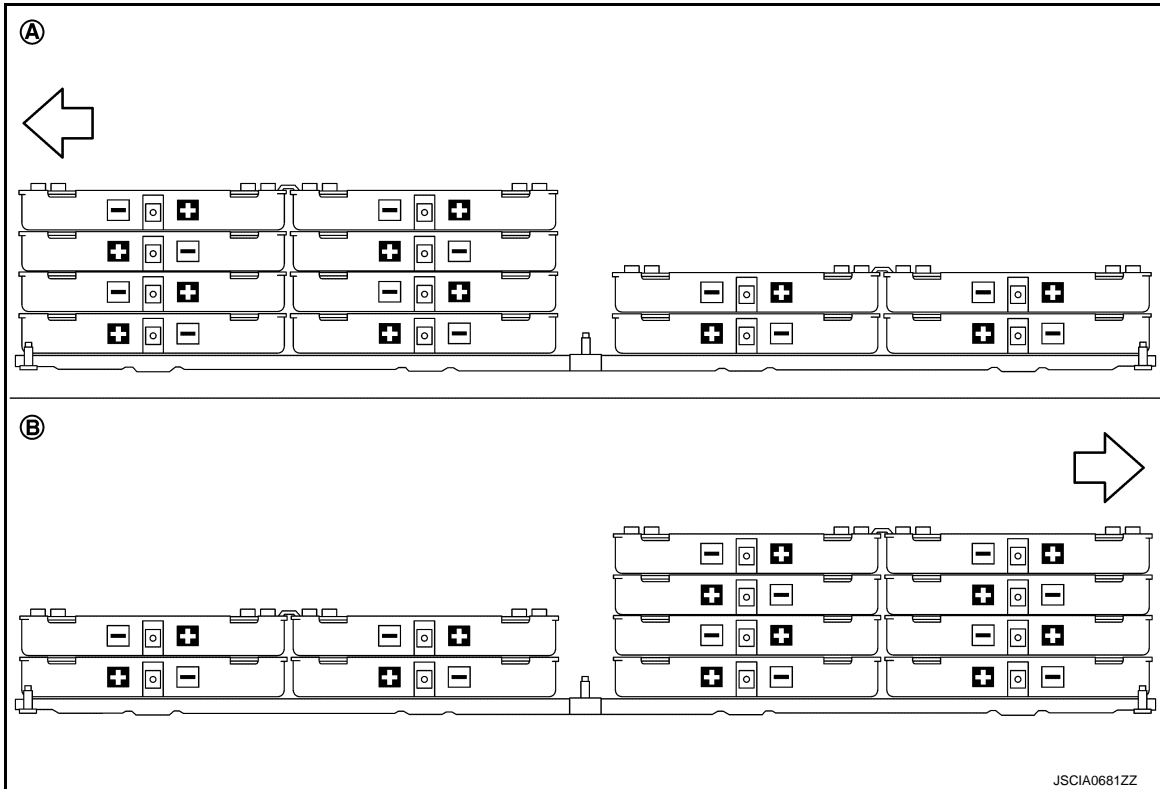 A
− + − +
+ − + −
− + − + − + − +
+ − + − + − + −
B
− + − +
+ − + −
− + − + − + − +
+ − + − + − + −
JSCIA0681ZZ